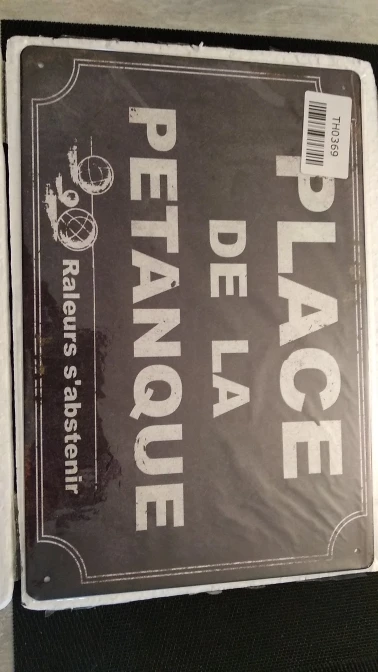 TH0369
PLACE
DE LA
PETANQUE
Raleurs s'abstenir